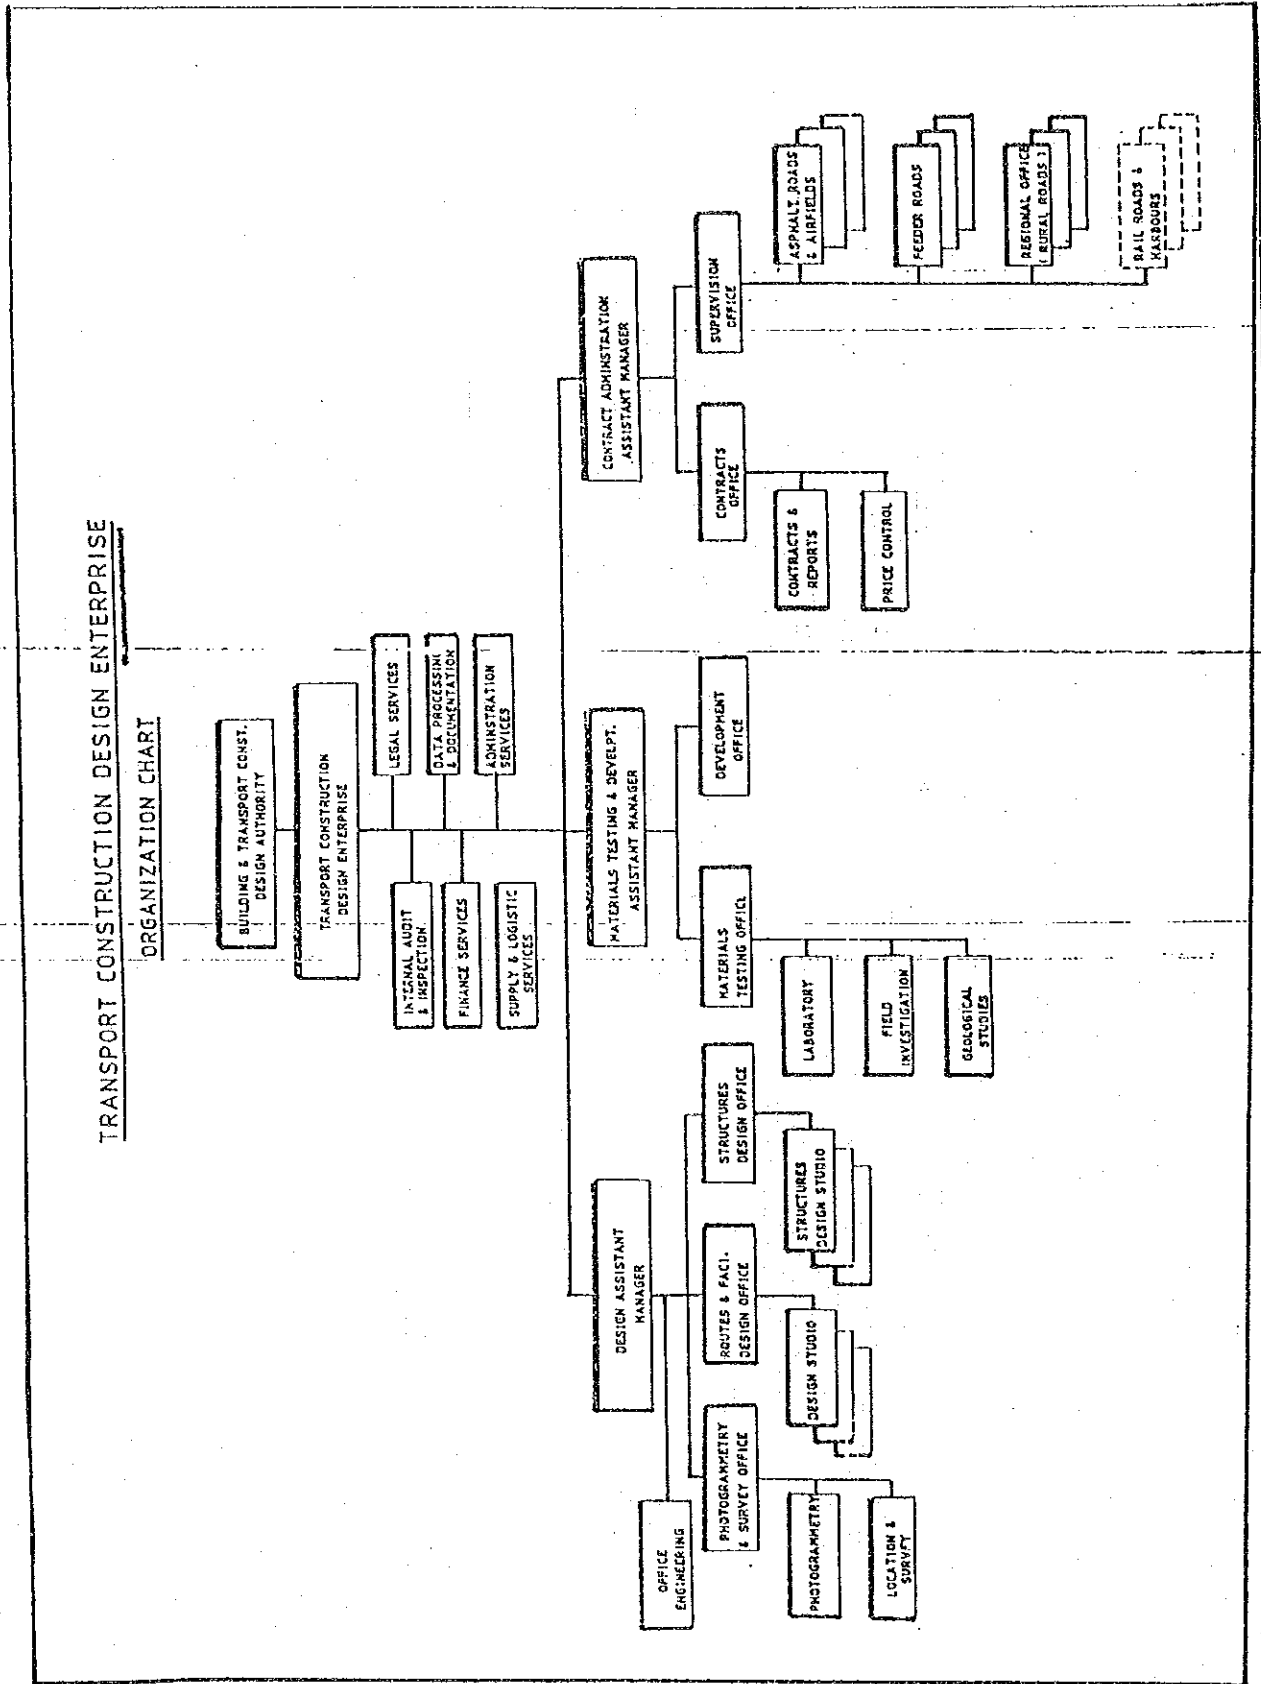 TRANSPORT CONSTRUCTION DESIGN ENTERPRISE
ORGANIZATION CHART
BUILDING & TRANSPORT CONST.
DESIGN AUTHORITY
TRANSPORT CONSTRUCTION
DESIGN ENTERPRISE
INTERNAL AUDIT
& INSPECTION
LEGAL SERVICES
FINANCE SERVICES
DATA PROCESSING
& DOCUMENTATION
SUPPLY & LOGISTIC
SERVICES
ADMINSTRATION
SERVICES
DESIGN ASSISTANT
MANAGER
MATERIALS TESTING & DEVELPT.
ASSISTANT MANAGER
CONTRACT ADMINSTRATION
ASSISTANT MANAGER
OFFICE
ENGINEERING
PHOTOGRAMMETRY
& SURVEY OFFICE
ROUTES & FACI.
DESIGN OFFICE
STRUCTURES
DESIGN OFFICE
MATERIALS
TESTING OFFICE
DEVELOPMENT
OFFICE
CONTRACTS
OFFICE
SUPERVISION
OFFICE
PHOTOGRAMMETRY
LOCATION &
SURVEY
DESIGN STUDIO
STRUCTURES
DESIGN STUDIO
LABORATORY
FIELD
INVESTIGATION
GEOLOGICAL
STUDIES
CONTRACTS &
REPORTS
PRICE CONTROL
ASPHALT ROADS
& AIRFIELDS
FEEDER ROADS
REGIONAL OFFICE
( RURAL ROADS )
RAIL ROADS &
HARBOURS